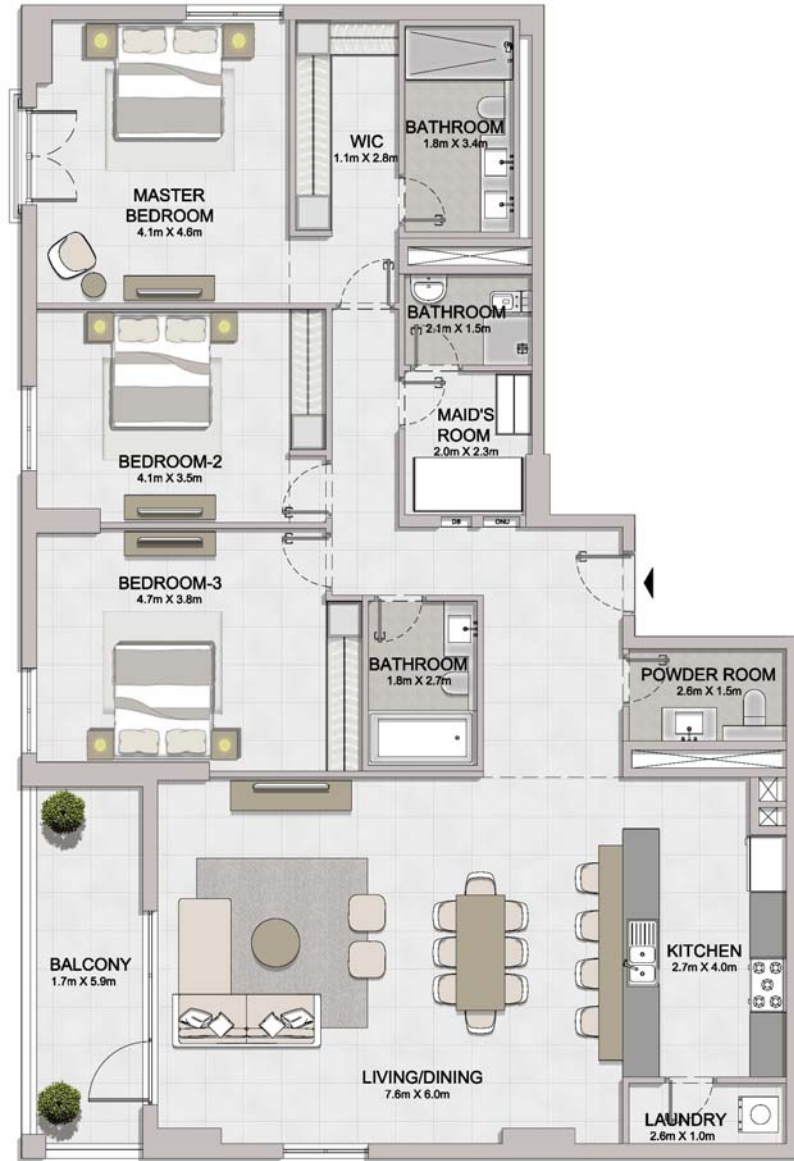 WIC
1.1m X 2.8m
BATHROOM
1.8m X 3.4m
MASTER
BEDROOM
4.1m X 4.6m
BATHROOM
2.1m X 1.5m
MAID'S
ROOM
2.0m X 2.3m
BEDROOM-2
4.1m X 3.5m
DB
ONU
BEDROOM-3
4.7m X 3.8m
BATHROOM
1.8m X 2.7m
POWDER ROOM
2.6m X 1.5m
BALCONY
1.7m X 5.9m
KITCHEN
2.7m X 4.0m
LIVING/DINING
7.6m X 6.0m
LAUNDRY
2.6m X 1.0m